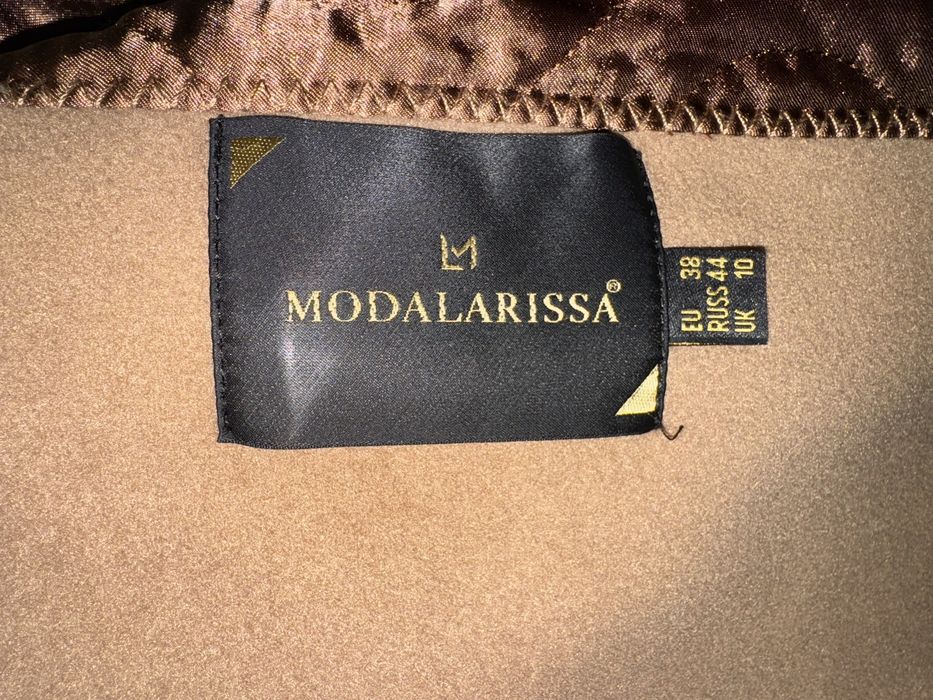 LM
MODALARISSA®
EU 38
RUSS 44
UK 10